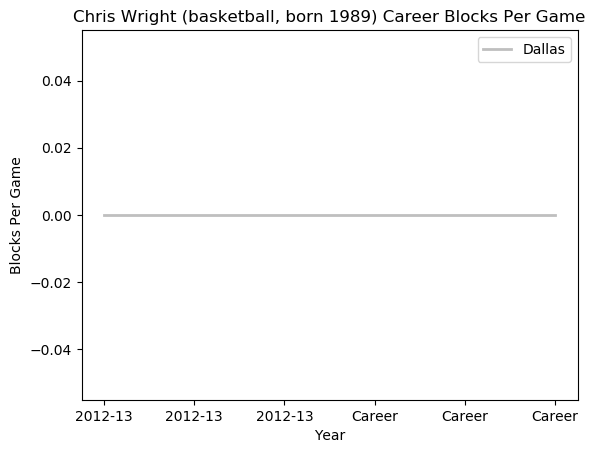 Chris Wright (basketball, born 1989) Career Blocks Per Game
Dallas
0.04
0.02
0.00
−0.02
−0.04
Blocks Per Game
2012-13 2012-13 2012-13 Career Career Career
Year